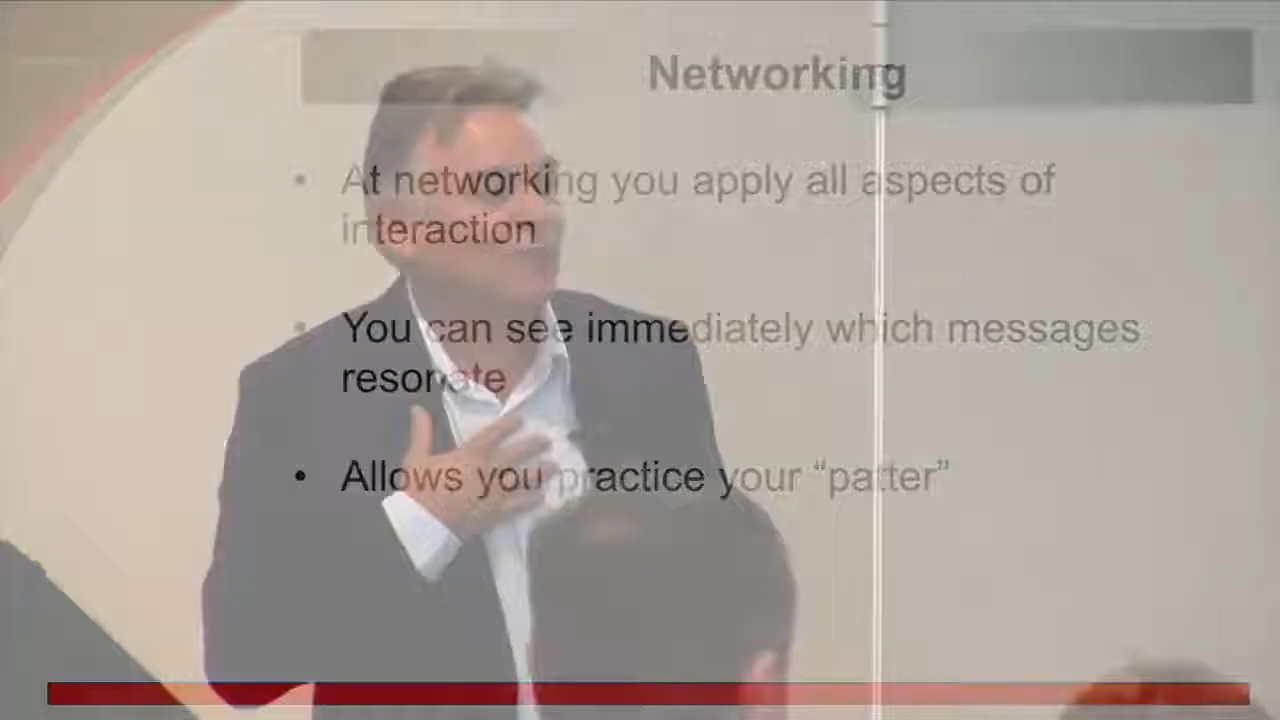 Networking
• At networking you apply all aspects of
interaction
• You can see immediately which messages
resonate
• Allows you practice your “patter”